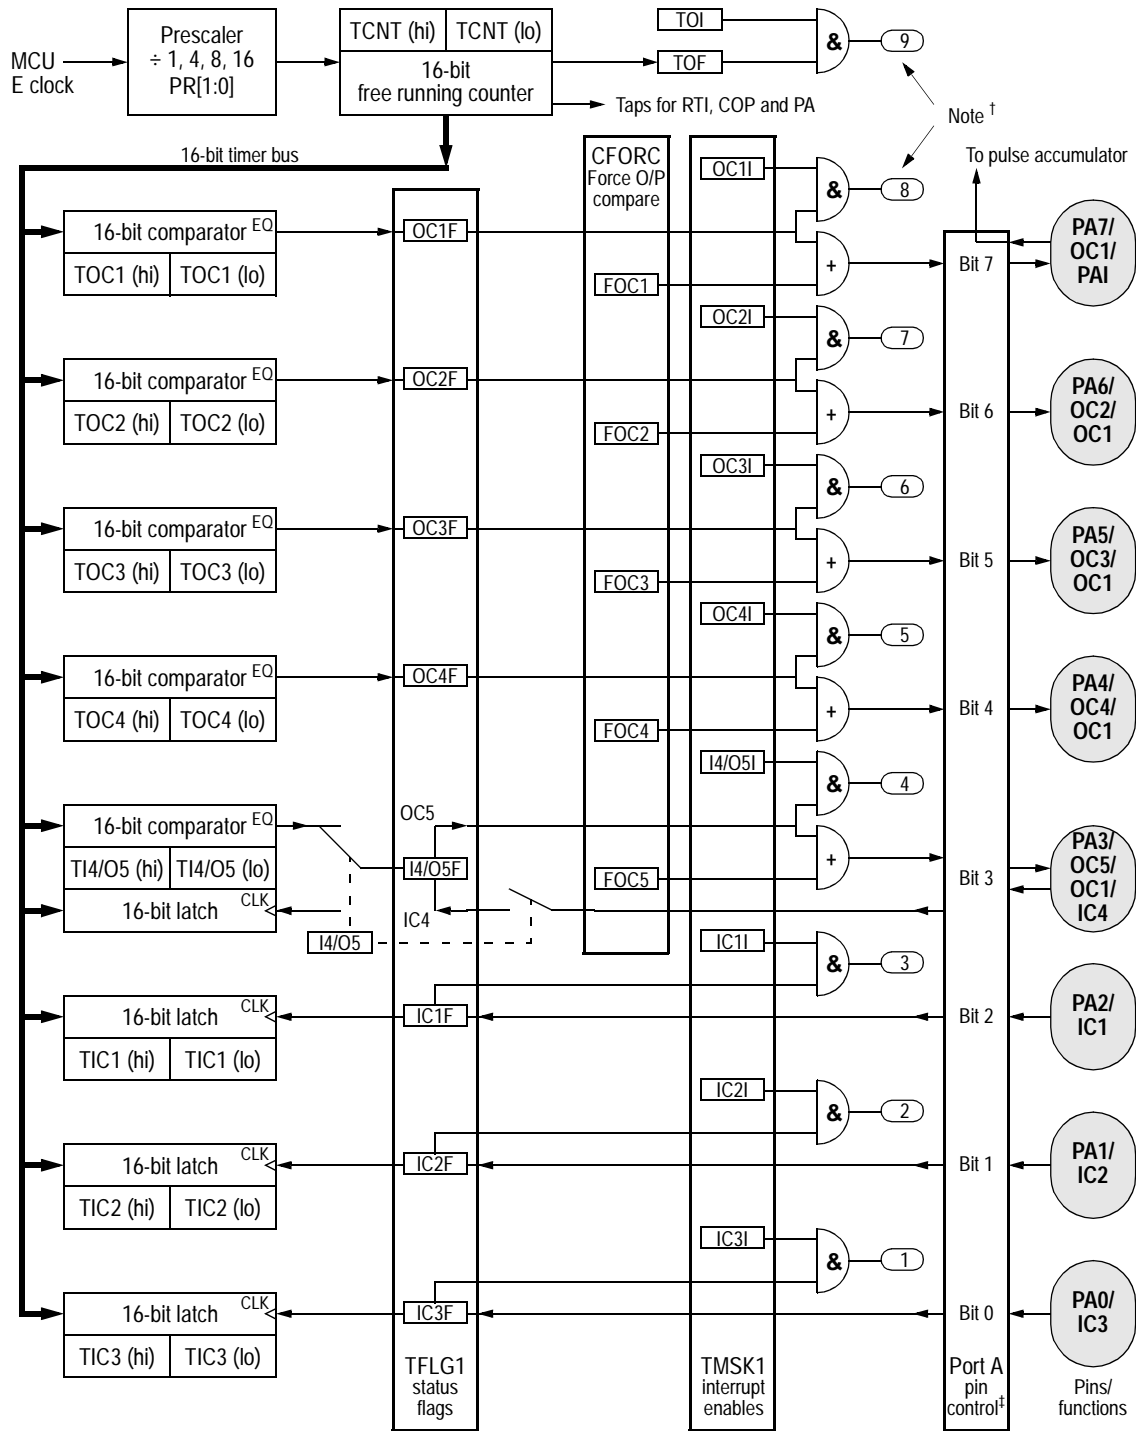 MCU
E clock
Prescaler
÷ 1, 4, 8, 16
PR[1:0]
TCNT (hi) TCNT (lo)
16-bit
free running counter
TOI
TOF
& 9
Taps for RTI, COP and PA
Note †
16-bit timer bus
CFORC
Force O/P
compare
To pulse accumulator
OC1I
& 8
16-bit comparator EQ
TOC1 (hi) TOC1 (lo)
OC1F
FOC1
+
Bit 7
PA7/
OC1/
PAI
OC2I
& 7
16-bit comparator EQ
TOC2 (hi) TOC2 (lo)
OC2F
FOC2
+
Bit 6
PA6/
OC2/
OC1
OC3I
& 6
16-bit comparator EQ
TOC3 (hi) TOC3 (lo)
OC3F
FOC3
+
Bit 5
PA5/
OC3/
OC1
OC4I
& 5
16-bit comparator EQ
TOC4 (hi) TOC4 (lo)
OC4F
FOC4
+
Bit 4
PA4/
OC4/
OC1
I4/O5I
& 4
16-bit comparator EQ
TI4/O5 (hi) TI4/O5 (lo)
16-bit latch CLK
OC5
I4/O5F
IC4
I4/O5
FOC5
+
Bit 3
PA3/
OC5/
OC1/
IC4
IC1I
& 3
16-bit latch CLK
TIC1 (hi) TIC1 (lo)
IC1F
Bit 2
PA2/
IC1
IC2I
& 2
16-bit latch CLK
TIC2 (hi) TIC2 (lo)
IC2F
Bit 1
PA1/
IC2
IC3I
& 1
16-bit latch CLK
TIC3 (hi) TIC3 (lo)
IC3F
Bit 0
PA0/
IC3
TFLG1
status
flags
TMSK1
interrupt
enables
Port A
pin
control‡
Pins/
functions